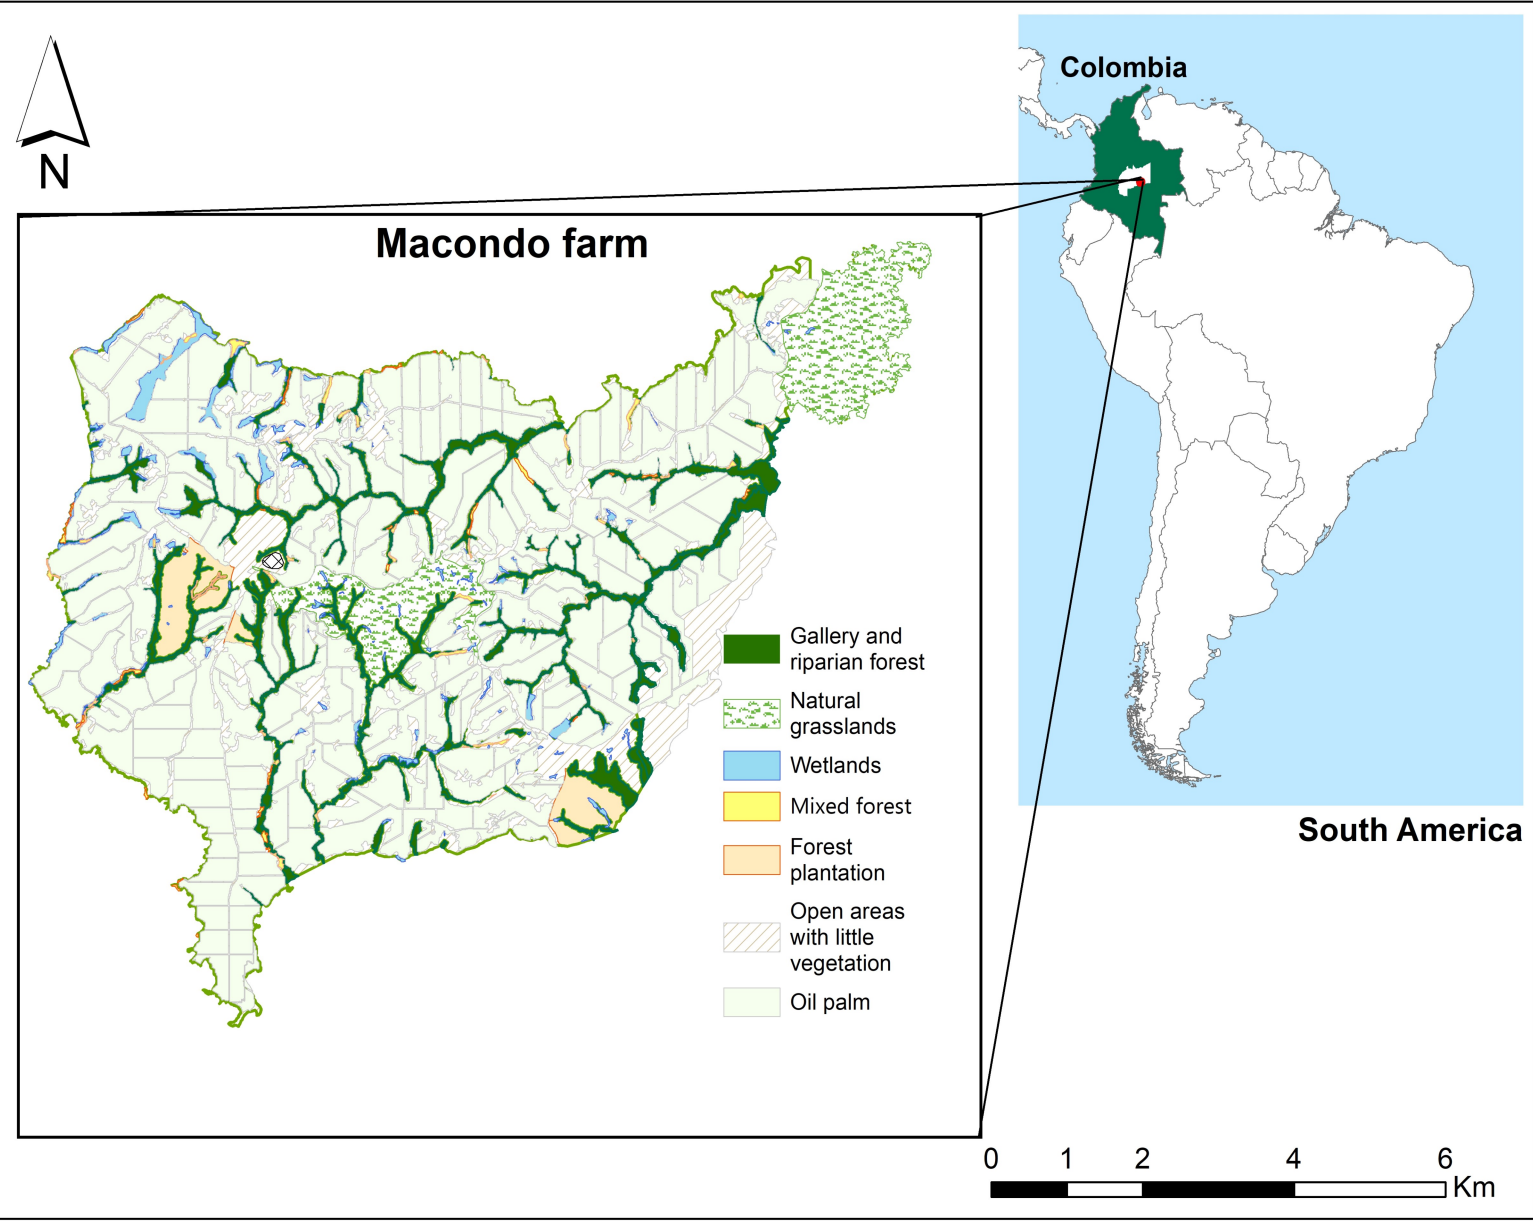 N
Colombia
Macondo farm
Gallery and
riparian forest
Natural
grasslands
Wetlands
Mixed forest
Forest
plantation
Open areas
with little
vegetation
Oil palm
South America
0 1 2 4 6
Km